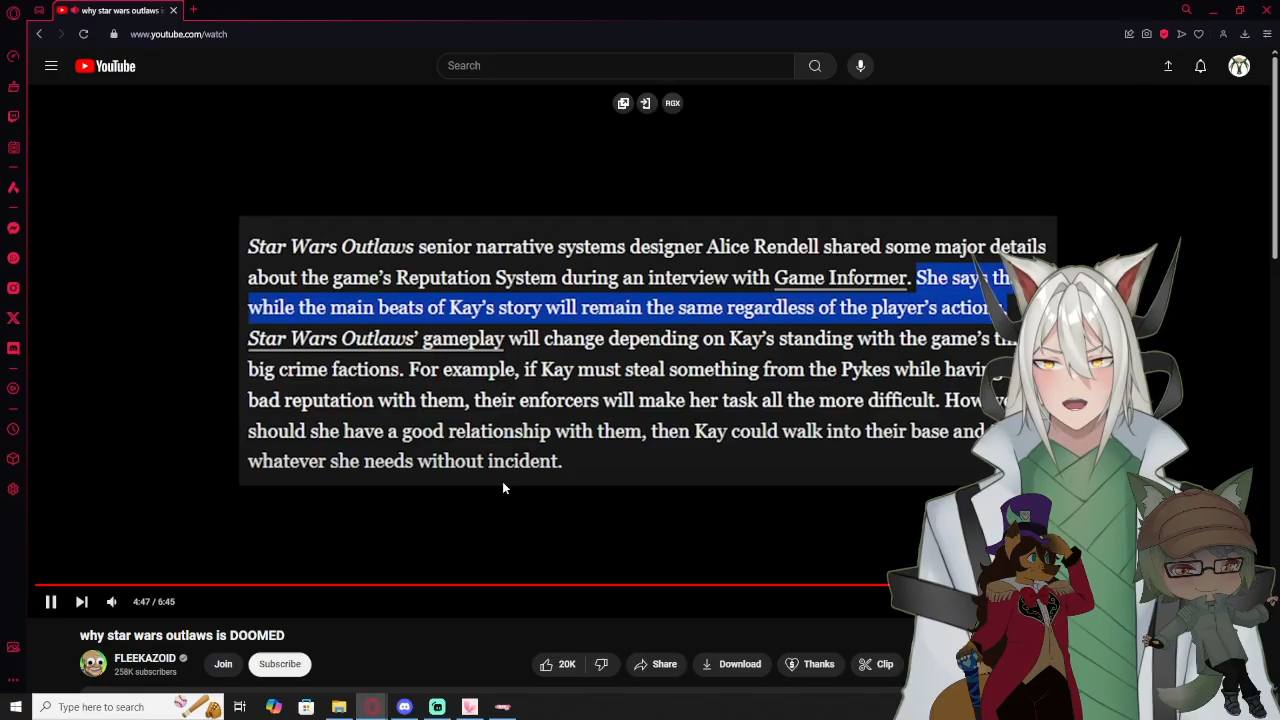 why star wars outlaws is
www.youtube.com/watch
YouTube
Search
RGX
Star Wars Outlaws senior narrative systems designer Alice Rendell shared some major details
about the game's Reputation System during an interview with Game Informer. She says
while the main beats of Kay's story will remain the same regardless of the player's
Star Wars Outlaws' gameplay will change depending on Kay's standing with the game's
big crime factions. For example, if Kay must steal something from the Pykes while
bad reputation with them, their enforcers will make her task all the more difficult.
should she have a good relationship with them, then Kay could walk into their base and
whatever she needs without incident.
4:47 / 6:45
why star wars outlaws is DOOMED
FLEEKAZOID
258K subscribers
Join
Subscribe
20K
Share
Download
Thanks
Clip
Type here to search